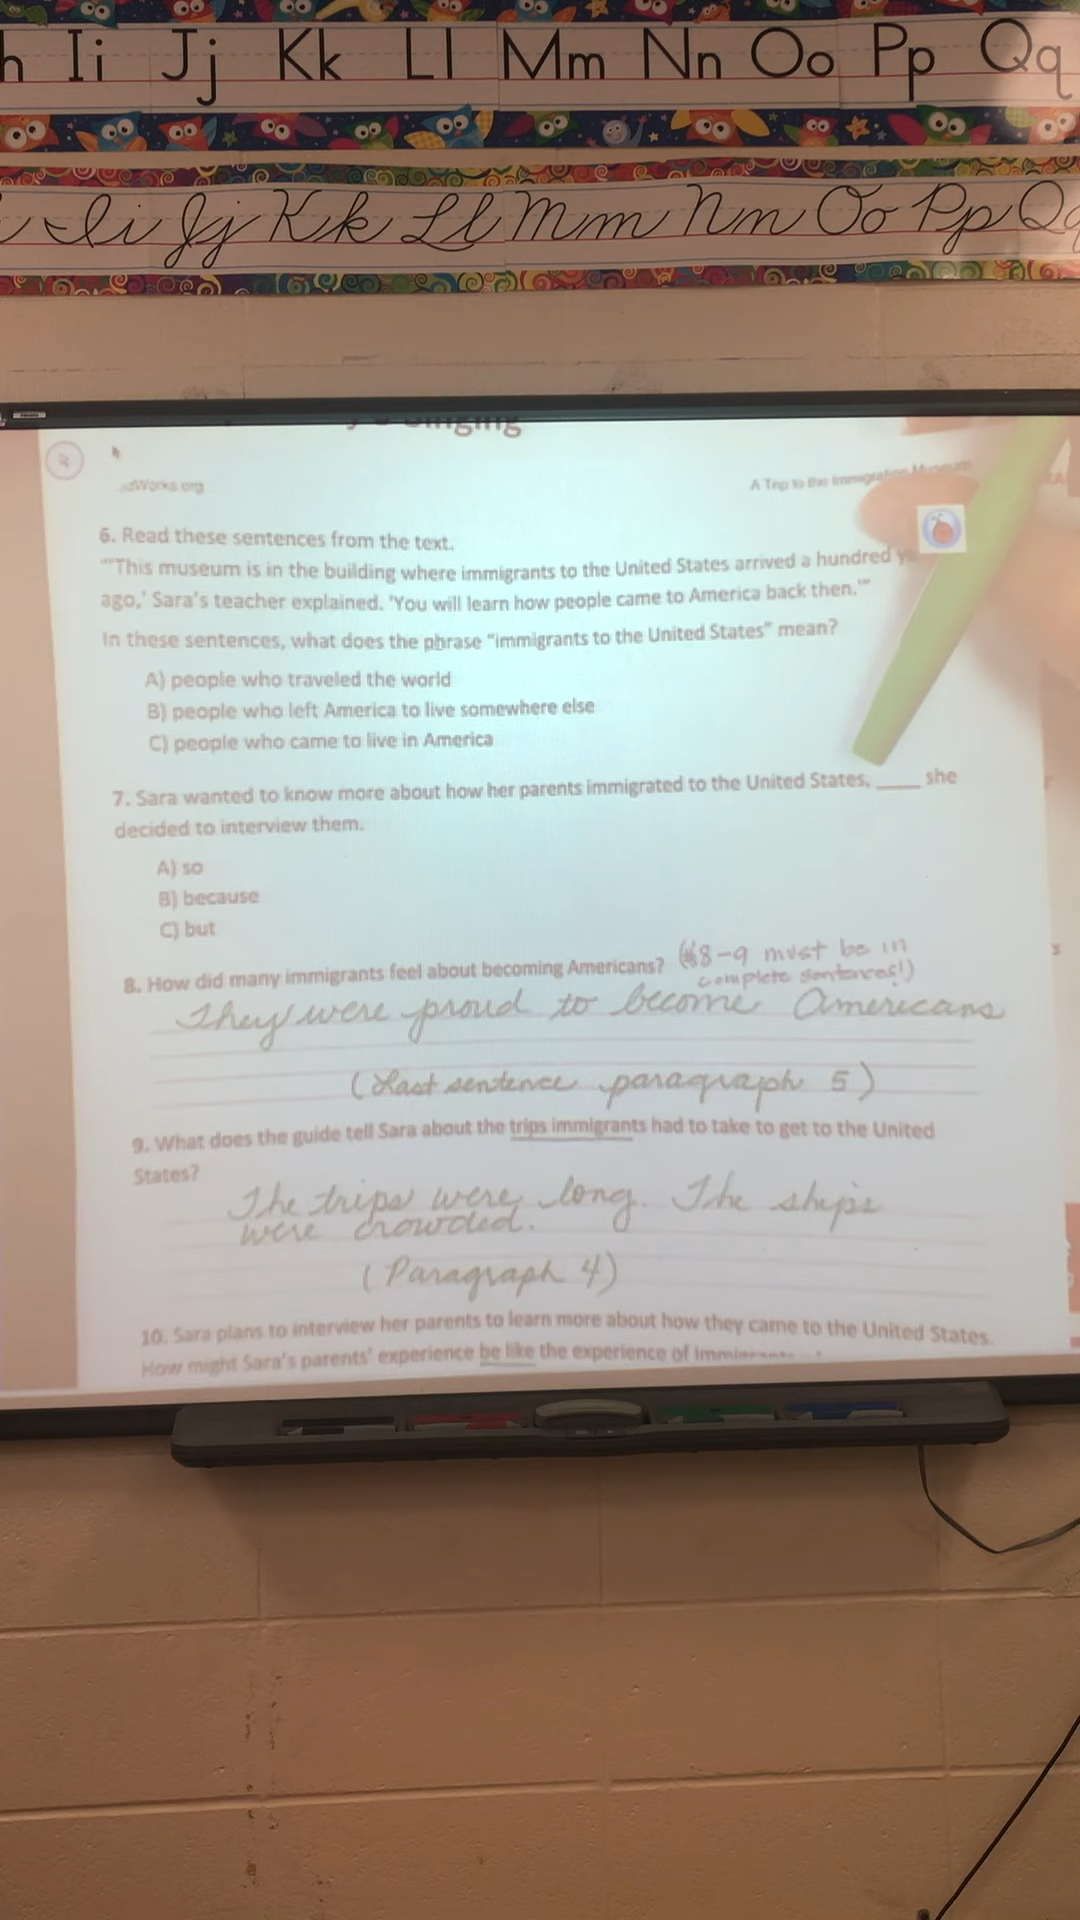 h Ii Jj Kk Ll Mm Nn Oo Pp Qq
Ii Jj Kk Ll Mm Nn Oo Pp Q
Singing
dWorks.org
A Trip to the Immigration Museum
6. Read these sentences from the text.
"'This museum is in the building where immigrants to the United States arrived a hundred y
ago,' Sara's teacher explained. 'You will learn how people came to America back then.'"
In these sentences, what does the phrase "immigrants to the United States" mean?
A) people who traveled the world
B) people who left America to live somewhere else
C) people who came to live in America
7. Sara wanted to know more about how her parents immigrated to the United States, ____ she
decided to interview them.
A) so
B) because
C) but
8. How did many immigrants feel about becoming Americans? (#8-9 must be in
complete sentences!)
They were proud to become Americans
(Last sentence paragraph 5)
9. What does the guide tell Sara about the trips immigrants had to take to get to the United
States?
The trips were long. The ships
were crowded.
(Paragraph 4)
10. Sara plans to interview her parents to learn more about how they came to the United States.
How might Sara's parents' experience be like the experience of